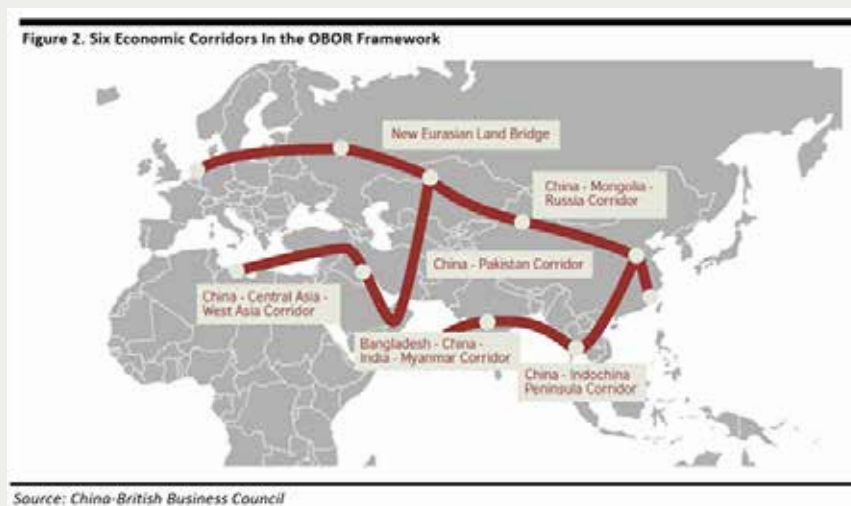 Figure 2. Six Economic Corridors In the OBOR Framework
New Eurasian Land Bridge
China - Mongolia -
Russia Corridor
China - Pakistan Corridor
China - Central Asia -
West Asia Corridor
Bangladesh - China -
India - Myanmar Corridor
China - Indochina
Peninsula Corridor
Source: China-British Business Council